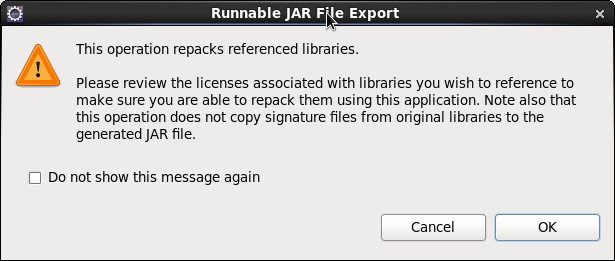 Runnable JAR File Export
This operation repacks referenced libraries.
Please review the licenses associated with libraries you wish to reference to
make sure you are able to repack them using this application. Note also that
this operation does not copy signature files from original libraries to the
generated JAR file.
Do not show this message again
Cancel
OK